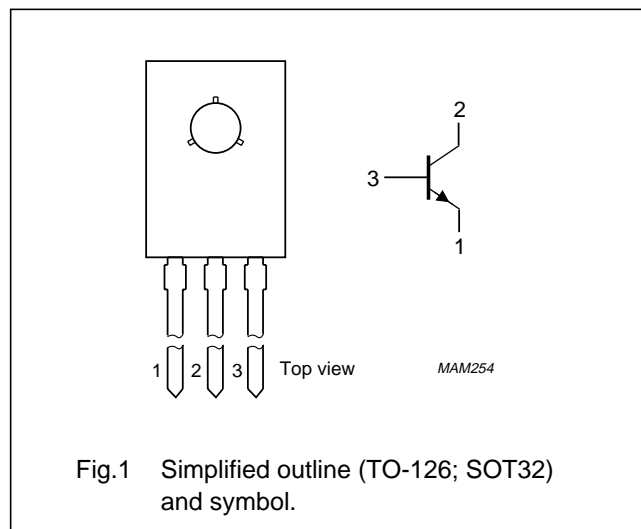 2
3
1
1 2 3 Top view MAM254
Fig.1 Simplified outline (TO-126; SOT32)
and symbol.